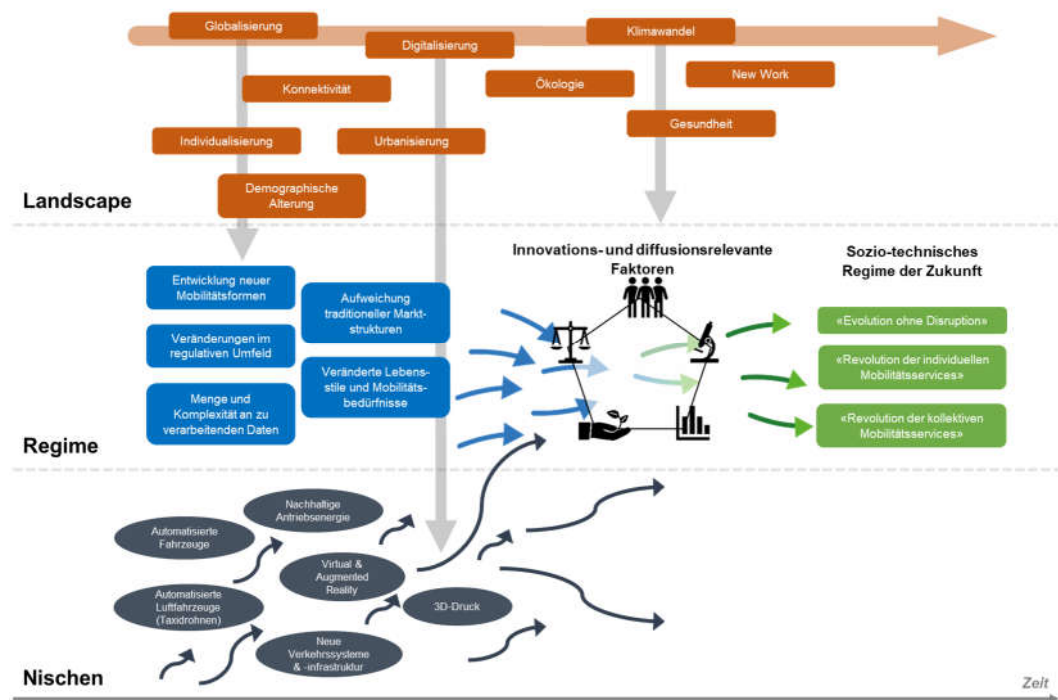 Globalisierung
Digitalisierung
Klimawandel
Konnektivität
Ökologie
New Work
Individualisierung
Urbanisierung
Gesundheit
Demographische
Alterung
Landscape
Innovations- und diffusionsrelevante
Faktoren
Sozio-technisches
Regime der Zukunft
Entwicklung neuer
Mobilitätsformen
Aufweichung
traditioneller Markt-
strukturen
Veränderungen im
regulativen Umfeld
Veränderte Lebens-
stile und Mobilitäts-
bedürfnisse
Menge und
Komplexität an zu
verarbeitenden Daten
«Evolution ohne Disruption»
«Revolution der individuellen
Mobilitätsservices»
«Revolution der kollektiven
Mobilitätsservices»
Regime
Nachhaltige
Antriebsenergie
Automatisierte
Fahrzeuge
Virtual &
Augmented
Reality
Automatisierte
Luftfahrzeuge
(Taxidrohnen)
3D-Druck
Neue
Verkehrssysteme
& -infrastruktur
Nischen
Zeit